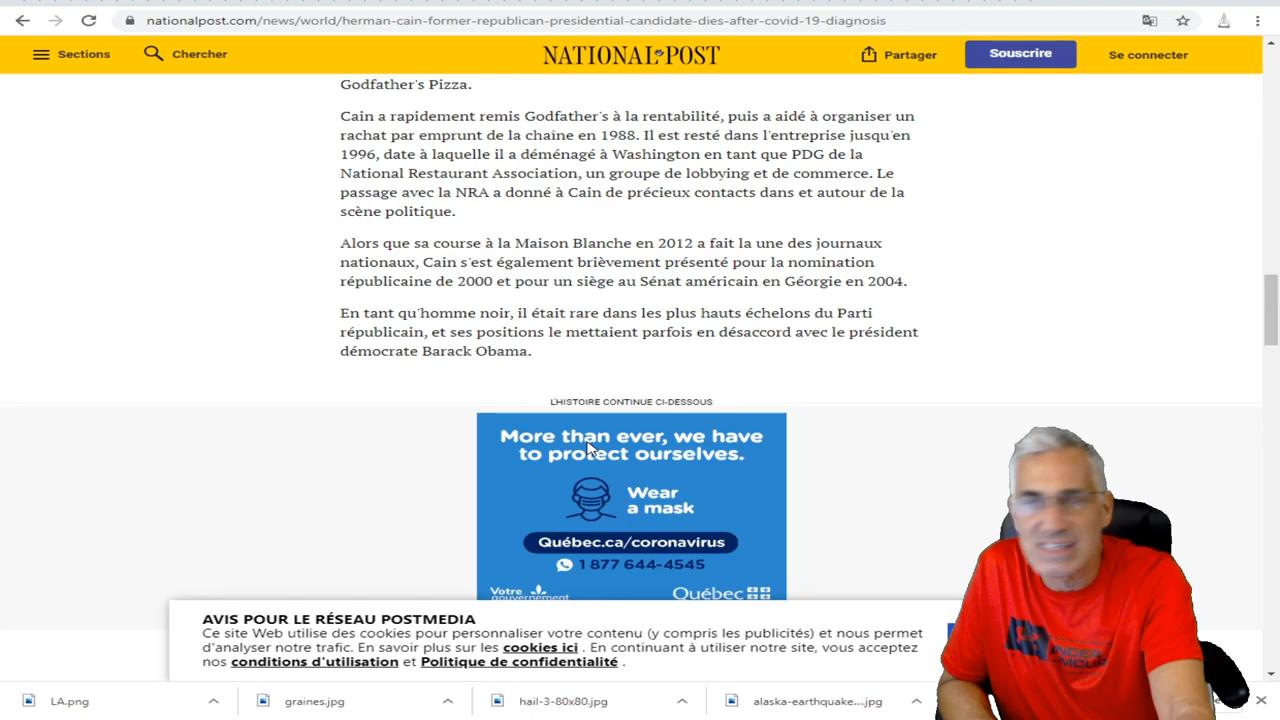 nationalpost.com/news/world/herman-cain-former-republican-presidential-candidate-dies-after-covid-19-diagnosis
Sections
Chercher
NATIONAL POST
Partager
Souscrire
Se connecter
Godfather's Pizza.
Cain a rapidement remis Godfather's à la rentabilité, puis a aidé à organiser un
rachat par emprunt de la chaîne en 1988. Il est resté dans l'entreprise jusqu'en
1996, date à laquelle il a déménagé à Washington en tant que PDG de la
National Restaurant Association, un groupe de lobbying et de commerce. Le
passage avec la NRA a donné à Cain de précieux contacts dans et autour de la
scène politique.
Alors que sa course à la Maison Blanche en 2012 a fait la une des journaux
nationaux, Cain s'est également brièvement présenté pour la nomination
républicaine de 2000 et pour un siège au Sénat américain en Géorgie en 2004.
En tant qu'homme noir, il était rare dans les plus hauts échelons du Parti
républicain, et ses positions le mettaient parfois en désaccord avec le président
démocrate Barack Obama.
L'HISTOIRE CONTINUE CI-DESSOUS
More than ever, we have
to protect ourselves.
Wear
a mask
Québec.ca/coronavirus
1 877 644-4545
Votre
gouvernement
Québec
AVIS POUR LE RÉSEAU POSTMEDIA
Ce site Web utilise des cookies pour personnaliser votre contenu (y compris les publicités) et nous permet
d'analyser notre trafic. En savoir plus sur les cookies ici . En continuant à utiliser notre site, vous acceptez
nos conditions d'utilisation et Politique de confidentialité .
LA.png
graines.jpg
hail-3-80x80.jpg
alaska-earthquake....jpg